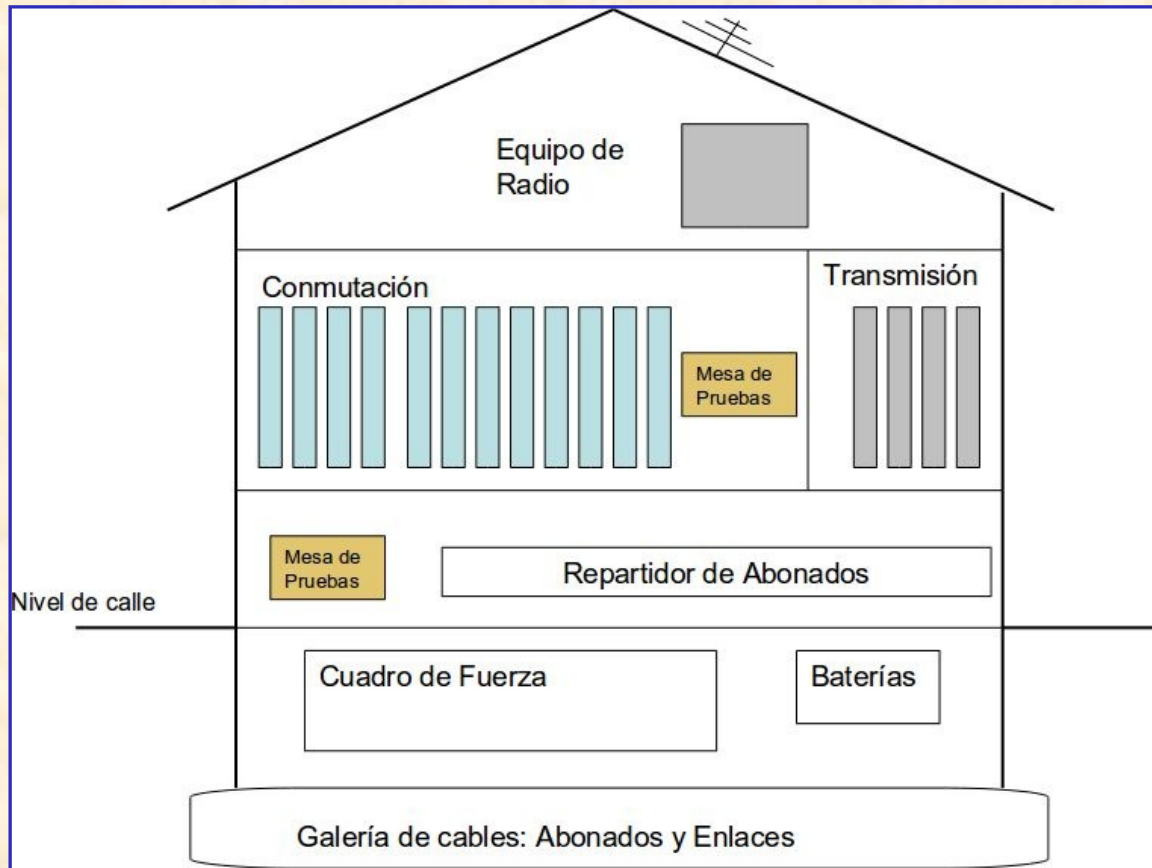 Equipo de
Radio
Conmutación
Transmisión
Mesa de
Pruebas
Mesa de
Pruebas
Repartidor de Abonados
Nivel de calle
Cuadro de Fuerza
Baterías
Galería de cables: Abonados y Enlaces